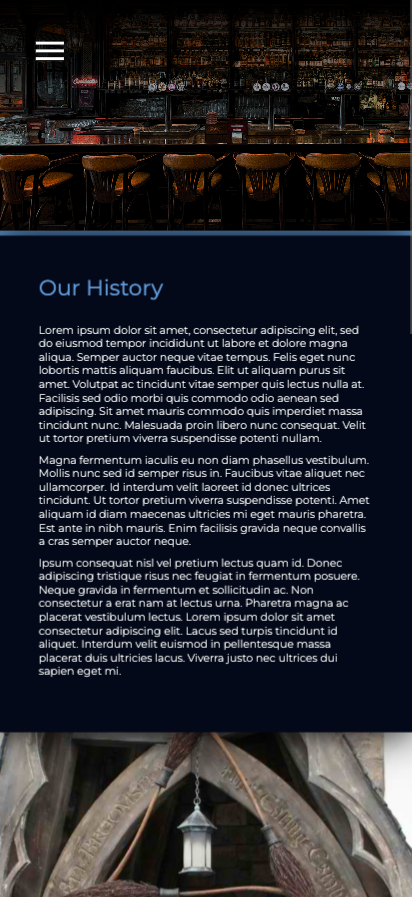 Our History
Lorem ipsum dolor sit amet, consectetur adipiscing elit, sed
do eiusmod tempor incididunt ut labore et dolore magna
aliqua. Semper auctor neque vitae tempus. Felis eget nunc
lobortis mattis aliquam faucibus. Elit ut aliquam purus sit
amet. Volutpat ac tincidunt vitae semper quis lectus nulla at.
Facilisis sed odio morbi quis commodo odio aenean sed
adipiscing. Sit amet mauris commodo quis imperdiet massa
tincidunt nunc. Malesuada proin libero nunc consequat. Velit
ut tortor pretium viverra suspendisse potenti nullam.
Magna fermentum iaculis eu non diam phasellus vestibulum.
Mollis nunc sed id semper risus in. Faucibus vitae aliquet nec
ullamcorper. Id interdum velit laoreet id donec ultrices
tincidunt. Ut tortor pretium viverra suspendisse potenti. Amet
aliquam id diam maecenas ultricies mi eget mauris pharetra.
Est ante in nibh mauris. Enim facilisis gravida neque convallis
a cras semper auctor neque.
Ipsum consequat nisl vel pretium lectus quam id. Donec
adipiscing tristique risus nec feugiat in fermentum posuere.
Neque gravida in fermentum et sollicitudin ac. Non
consectetur a erat nam at lectus urna. Pharetra magna ac
placerat vestibulum lectus. Lorem ipsum dolor sit amet
consectetur adipiscing elit. Lacus sed turpis tincidunt id
aliquet. Interdum velit euismod in pellentesque massa
placerat duis ultricies lacus. Viverra justo nec ultrices dui
sapien eget mi.